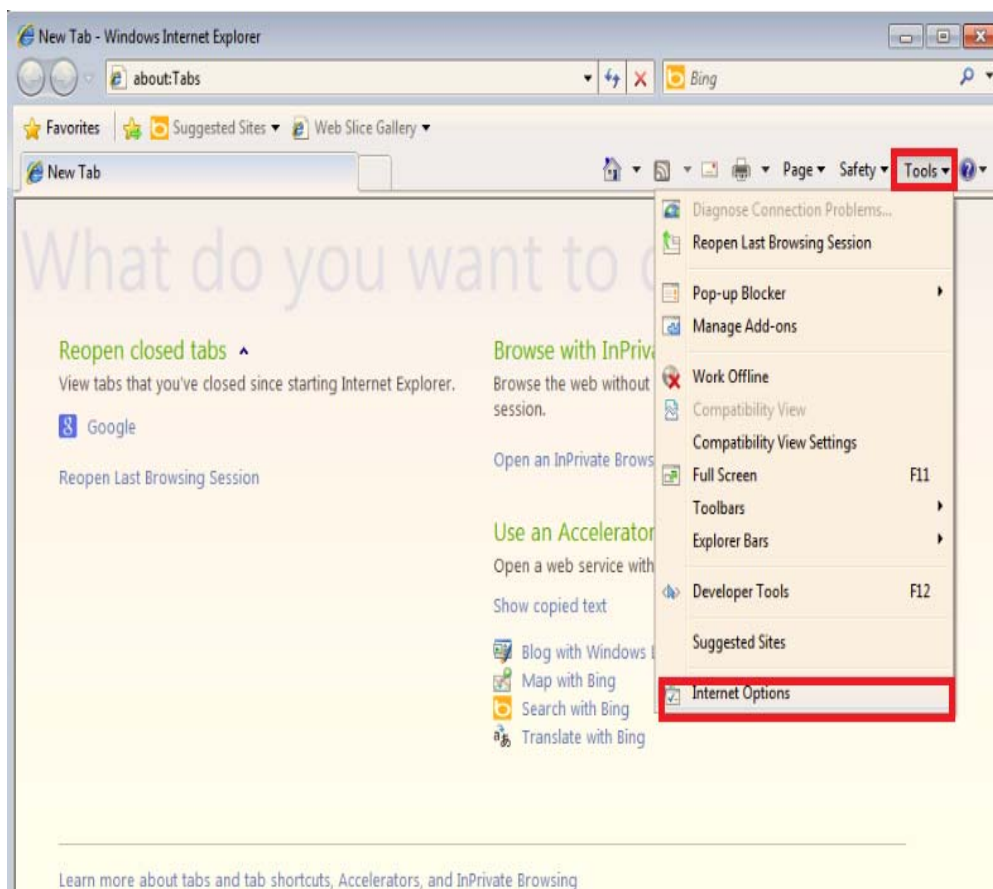 New Tab - Windows Internet Explorer
about:Tabs
Bing
Favorites
Suggested Sites
Web Slice Gallery
New Tab
Page
Safety
Tools
What do you want to
Diagnose Connection Problems...
Reopen Last Browsing Session
Pop-up Blocker
Manage Add-ons
Work Offline
Compatibility View
Compatibility View Settings
Full Screen F11
Toolbars
Explorer Bars
Developer Tools F12
Suggested Sites
Internet Options
Reopen closed tabs
View tabs that you've closed since starting Internet Explorer.
Google
Reopen Last Browsing Session
Browse with
Browse the web without
session.
Open an InPrivate
Use an Accelerator
Open a web service with
Show copied text
Blog with Windows
Map with Bing
Search with Bing
Translate with Bing
Learn more about tabs and tab shortcuts, Accelerators, and InPrivate Browsing